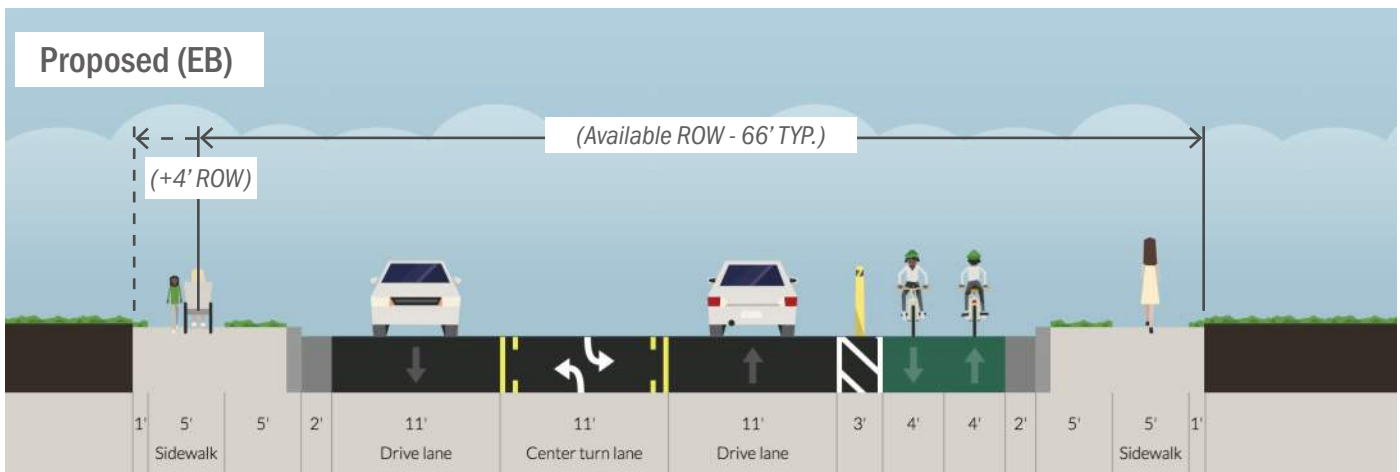 Proposed (EB)
(Available ROW - 66' TYP.)
(+4' ROW)
1' 5' 5' 2' 11' 11' 11' 3' 4' 4' 2' 5' 5' 1'
Sidewalk Drive lane Center turn lane Drive lane Sidewalk